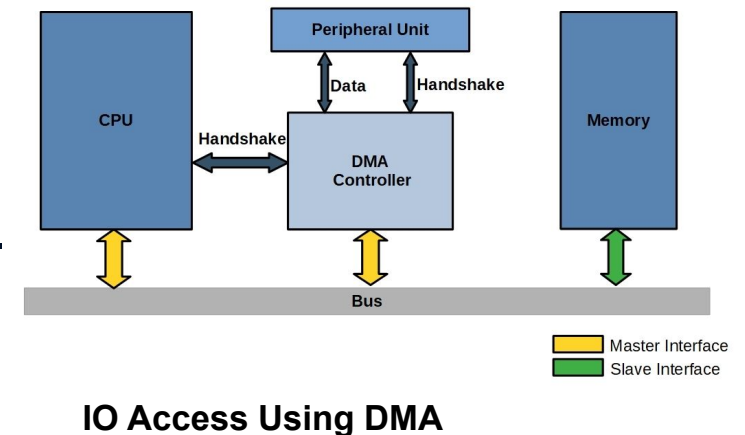 Peripheral Unit
Data
Handshake
CPU
Handshake
DMA
Controller
Memory
Bus
Master Interface
Slave Interface
IO Access Using DMA